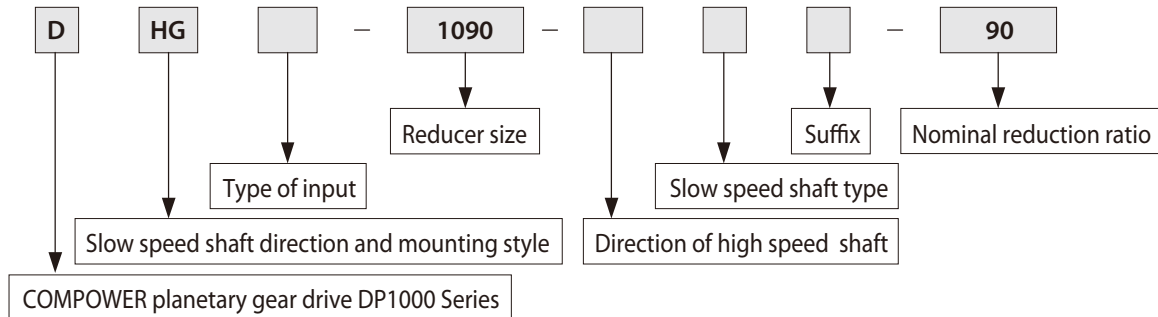 D HG – 1090 – – 90
Reducer size
Suffix
Nominal reduction ratio
Type of input
Slow speed shaft type
Slow speed shaft direction and mounting style
Direction of high speed shaft
COMPOWER planetary gear drive DP1000 Series